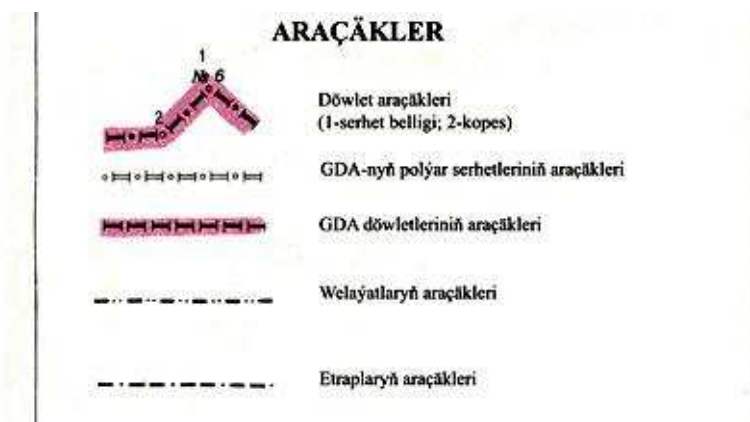 ARAÇÄKLER
1
№ 6
2
Döwlet araçäkleri
(1-serhet belligi; 2-kopes)
GDA-nyň polýar serhetleriniň araçäkleri
GDA döwletleriniň araçäkleri
Welaýatlaryň araçäkleri
Etraplaryň araçäkleri